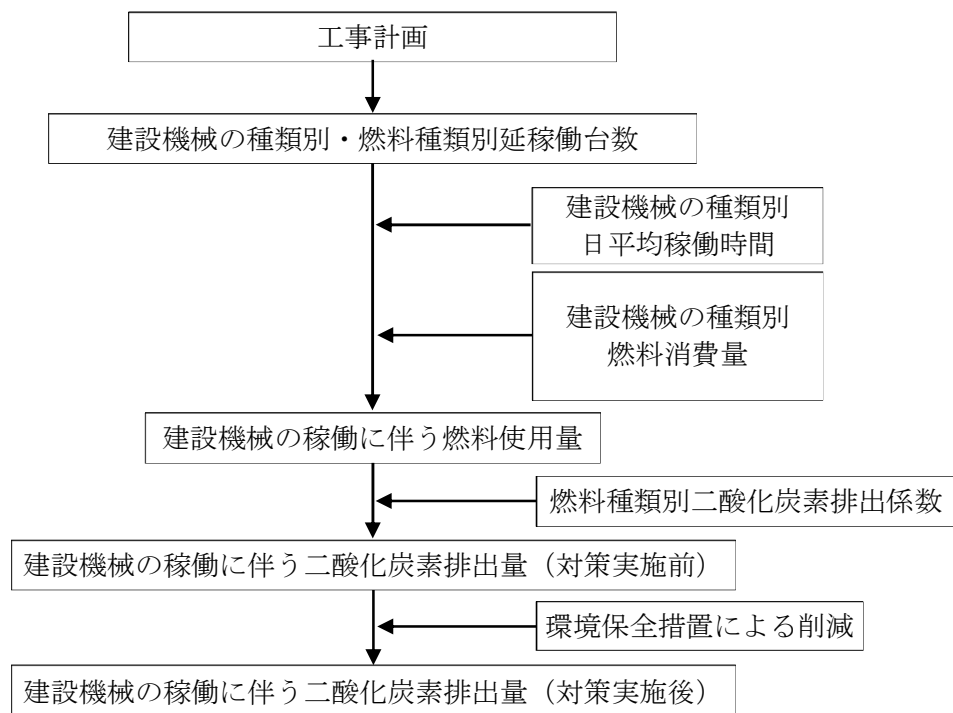 工事計画
建設機械の種類別・燃料種類別延稼働台数
建設機械の種類別
日平均稼働時間
建設機械の種類別
燃料消費量
建設機械の稼働に伴う燃料使用量
燃料種類別二酸化炭素排出係数
建設機械の稼働に伴う二酸化炭素排出量（対策実施前）
環境保全措置による削減
建設機械の稼働に伴う二酸化炭素排出量（対策実施後）